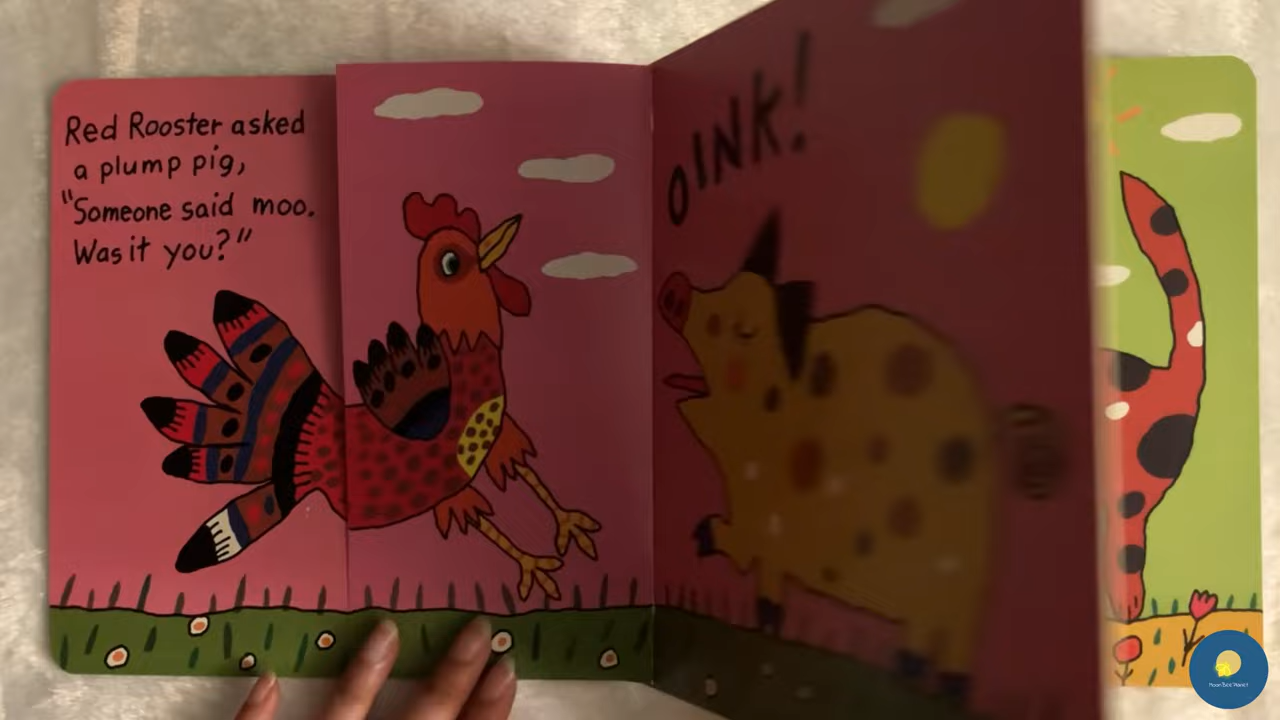 Red Rooster asked
a plump pig,
"Someone said moo.
Was it you?"
OINK!